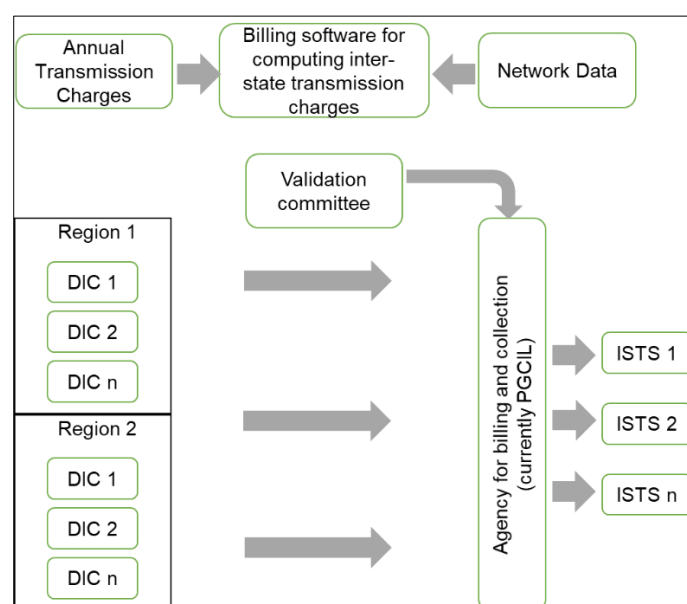 Annual
Transmission
Charges
Billing software for
computing inter-
state transmission
charges
Network Data
Validation
committee
Region 1
DIC 1
DIC 2
DIC n
Region 2
DIC 1
DIC 2
DIC n
Agency for billing and collection
(currently PGCIL)
ISTS 1
ISTS 2
ISTS n